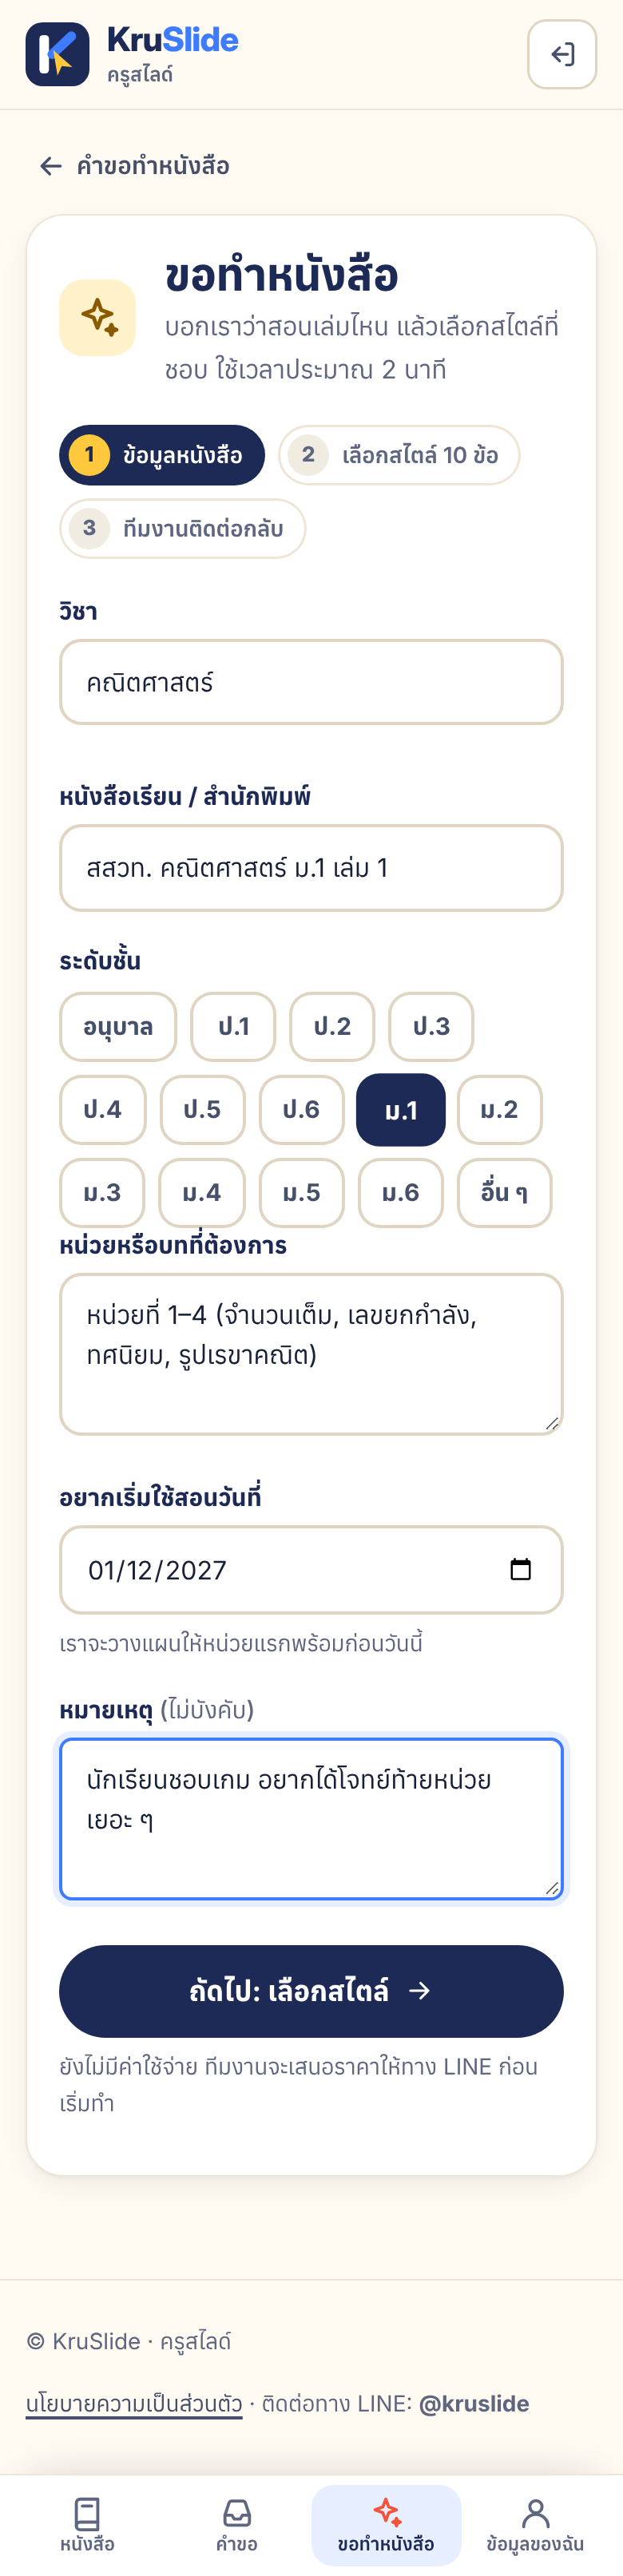 KruSlide
ครูสไลด์
← คำขอทำหนังสือ
ขอทำหนังสือ
บอกเราว่าสอนเล่มไหน แล้วเลือกสไตล์ที่
ชอบ ใช้เวลาประมาณ 2 นาที
1 ข้อมูลหนังสือ
2 เลือกสไตล์ 10 ข้อ
3 ทีมงานติดต่อกลับ
วิชา
คณิตศาสตร์
หนังสือเรียน / สำนักพิมพ์
สสวท. คณิตศาสตร์ ม.1 เล่ม 1
ระดับชั้น
อนุบาล ป.1 ป.2 ป.3
ป.4 ป.5 ป.6 ม.1 ม.2
ม.3 ม.4 ม.5 ม.6 อื่น ๆ
หน่วยหรือบทที่ต้องการ
หน่วยที่ 1–4 (จำนวนเต็ม, เลขยกกำลัง,
ทศนิยม, รูปเรขาคณิต)
อยากเริ่มใช้สอนวันที่
01/12/2027
เราจะวางแผนให้หน่วยแรกพร้อมก่อนวันนี้
หมายเหตุ (ไม่บังคับ)
นักเรียนชอบเกม อยากได้โจทย์ท้ายหน่วย
เยอะ ๆ
ถัดไป: เลือกสไตล์ →
ยังไม่มีค่าใช้จ่าย ทีมงานจะเสนอราคาให้ทาง LINE ก่อน
เริ่มทำ
© KruSlide · ครูสไลด์
นโยบายความเป็นส่วนตัว · ติดต่อทาง LINE: @kruslide
หนังสือ คำขอ ขอทำหนังสือ ข้อมูลของฉัน